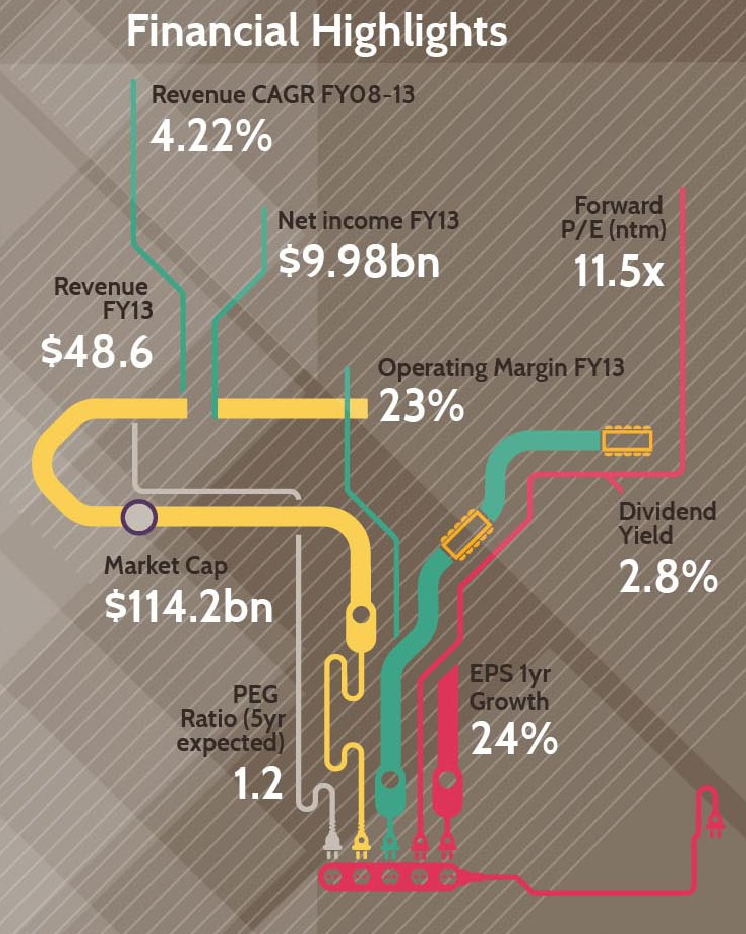 Financial Highlights
Revenue CAGR FY08-13
4.22%
Net income FY13
$9.98bn
Forward
P/E (ntm)
11.5x
Revenue
FY13
$48.6
Operating Margin FY13
23%
Dividend
Yield
2.8%
Market Cap
$114.2bn
EPS 1yr
Growth
24%
PEG
Ratio (5yr
expected)
1.2